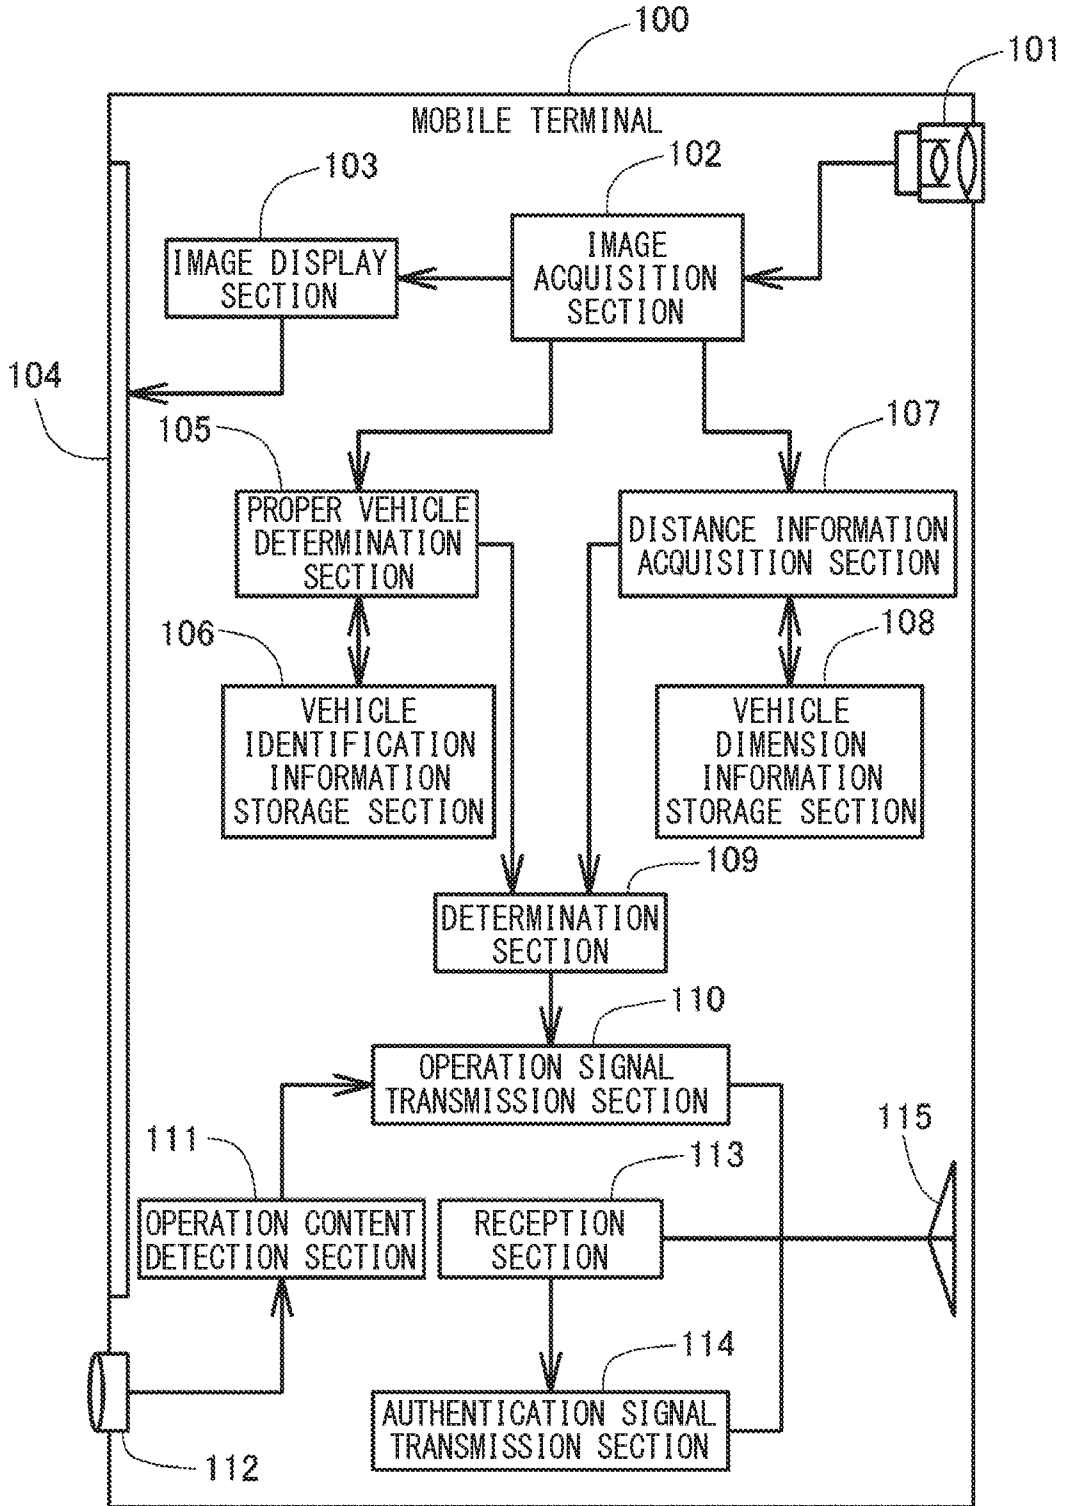 100
101
MOBILE TERMINAL
102
103
IMAGE DISPLAY
SECTION
IMAGE
ACQUISITION
SECTION
104
105
107
PROPER VEHICLE
DETERMINATION
SECTION
DISTANCE INFORMATION
ACQUISITION SECTION
106
108
VEHICLE
IDENTIFICATION
INFORMATION
STORAGE SECTION
VEHICLE
DIMENSION
INFORMATION
STORAGE SECTION
109
DETERMINATION
SECTION
110
OPERATION SIGNAL
TRANSMISSION SECTION
111
113
115
OPERATION CONTENT
DETECTION SECTION
RECEPTION
SECTION
114
AUTHENTICATION SIGNAL
TRANSMISSION SECTION
112